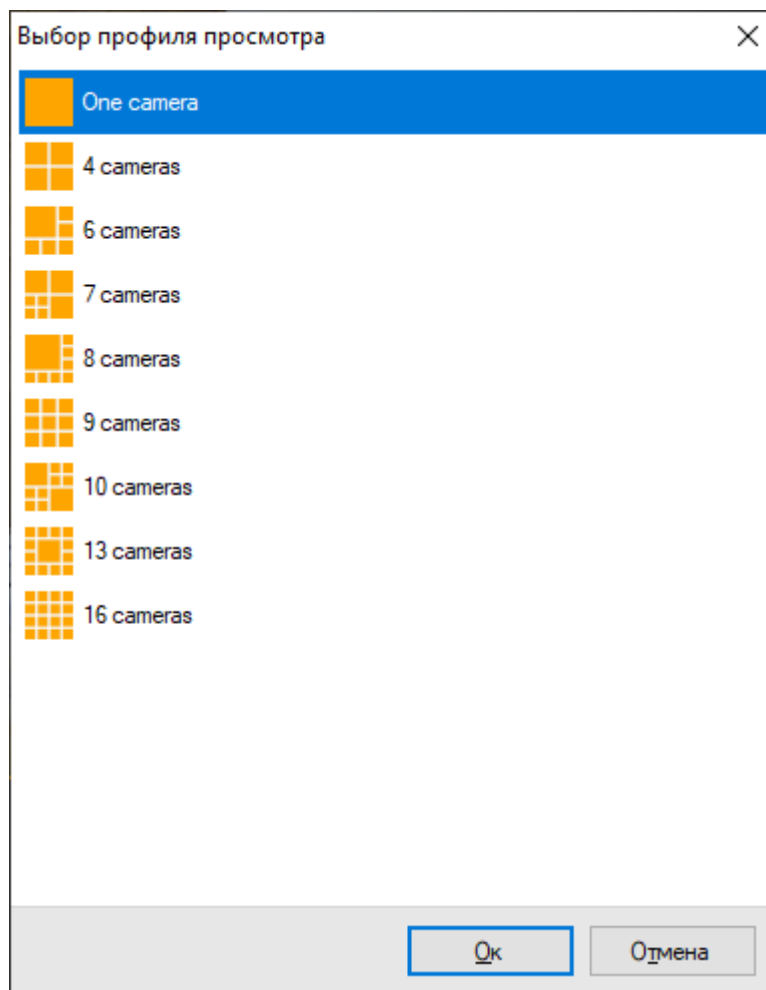 Выбор профиля просмотра
One camera
4 cameras
6 cameras
7 cameras
8 cameras
9 cameras
10 cameras
13 cameras
16 cameras
Ок
Отмена